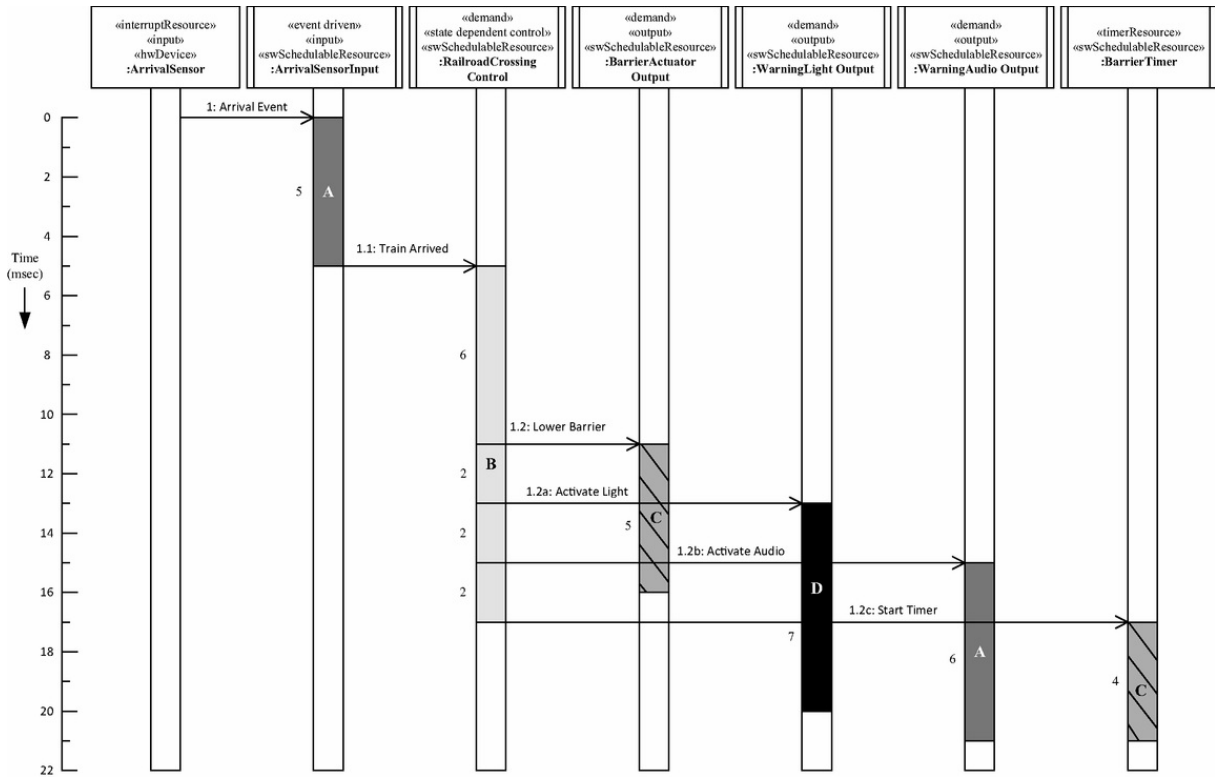 «interruptResource»
«input»
«hwDevice»
:ArrivalSensor
«event driven»
«input»
«swSchedulableResource»
:ArrivalSensorInput
«demand»
«state dependent control»
«swSchedulableResource»
:RailroadCrossing
Control
«demand»
«output»
«swSchedulableResource»
:BarrierActuator
Output
«demand»
«output»
«swSchedulableResource»
:WarningLight Output
«demand»
«output»
«swSchedulableResource»
:WarningAudio Output
«timerResource»
«swSchedulableResource»
:BarrierTimer
1: Arrival Event
0
2
5
A
4
1.1: Train Arrived
Time
(msec)
6
8
6
10
1.2: Lower Barrier
B
12
2
1.2a: Activate Light
C
5
14
2
1.2b: Activate Audio
D
16
2
1.2c: Start Timer
7
18
6
A
4
C
20
22